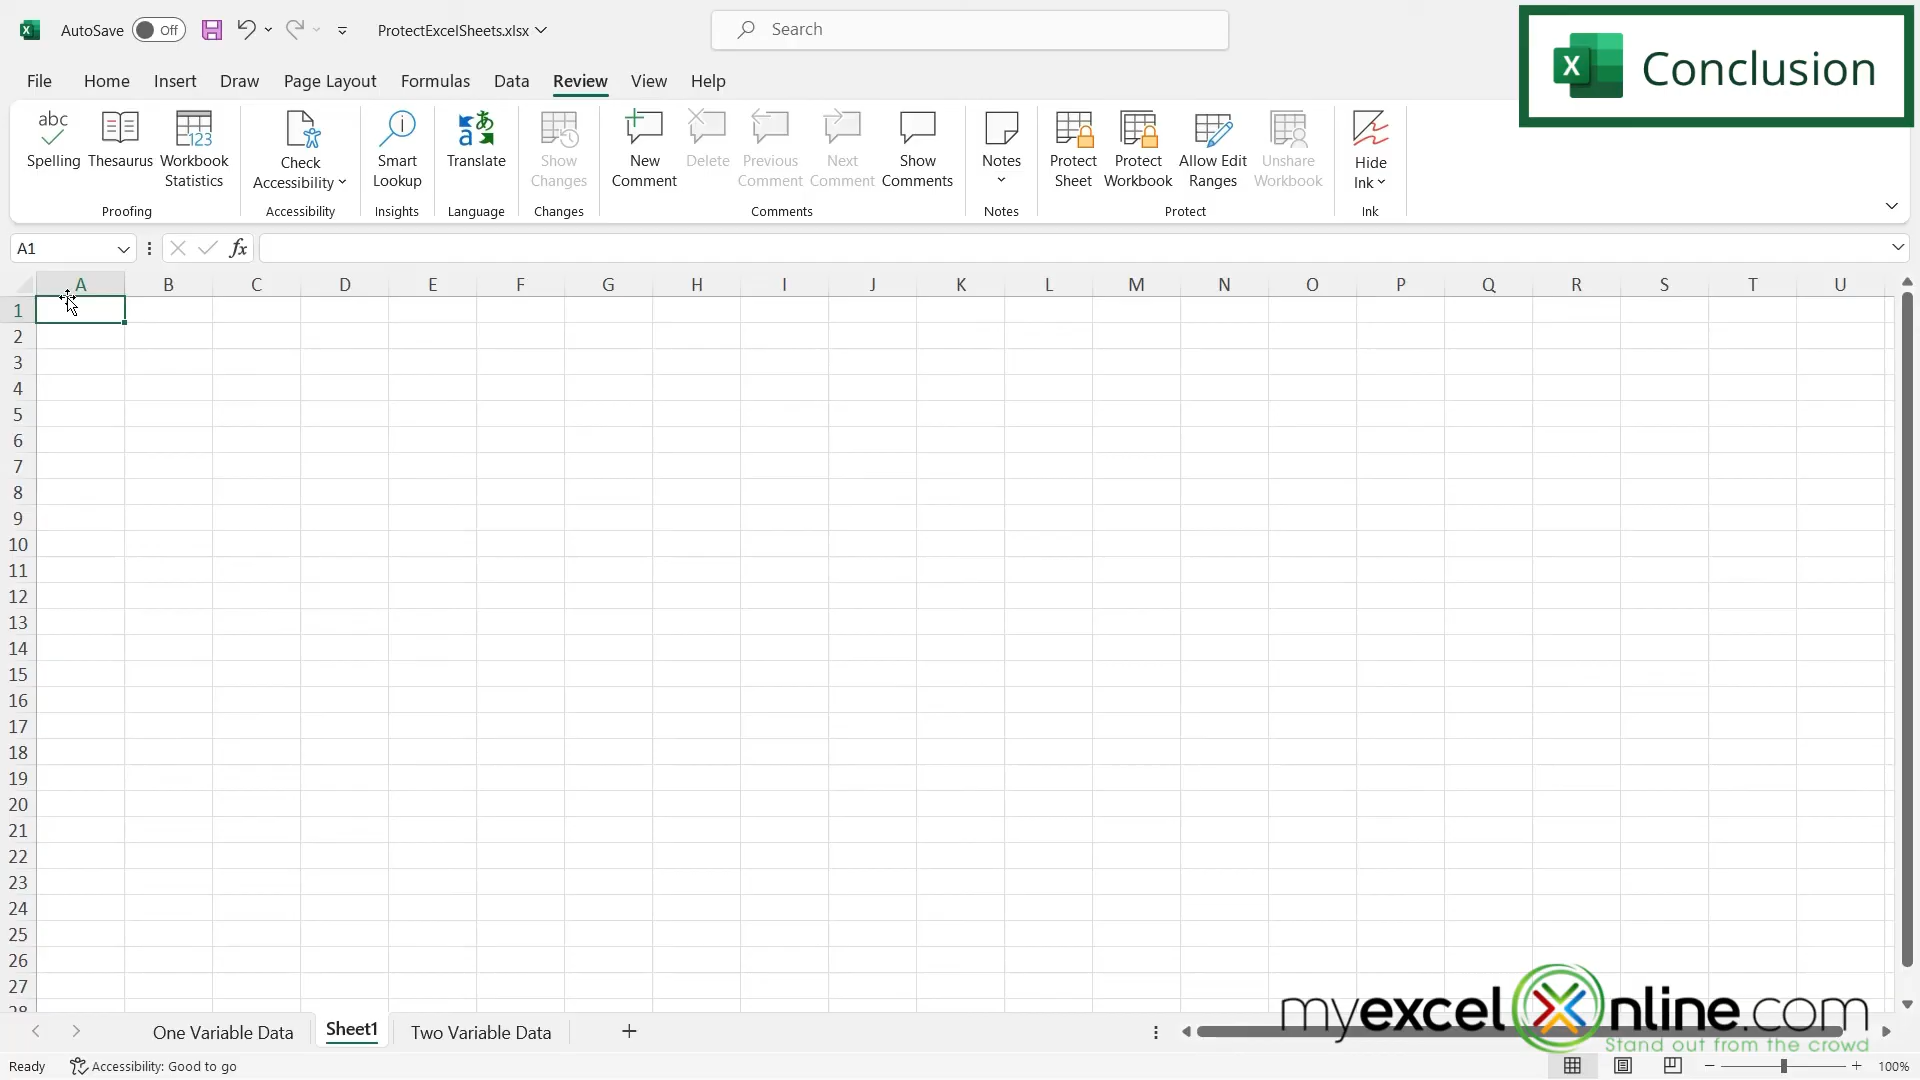 AutoSave Off ProtectExcelSheets.xlsx Search
X Conclusion
File Home Insert Draw Page Layout Formulas Data Review View Help
abc Spelling
Thesaurus
123 Workbook Statistics
Proofing
Check Accessibility
Accessibility
Smart Lookup
Insights
a Translate
Language
Show Changes
Changes
New Comment
Delete
Previous Comment
Next Comment
Show Comments
Comments
Notes
Notes
Protect Sheet
Protect Workbook
Allow Edit Ranges
Unshare Workbook
Protect
Hide Ink
Ink
A1 fx
A B C D E F G H I J K L M N O P Q R S T U
1
2
3
4
5
6
7
8
9
10
11
12
13
14
15
16
17
18
19
20
21
22
23
24
25
26
27
28
myexcelonline.com
Stand out from the crowd
One Variable Data Sheet1 Two Variable Data +
Ready Accessibility: Good to go 100%